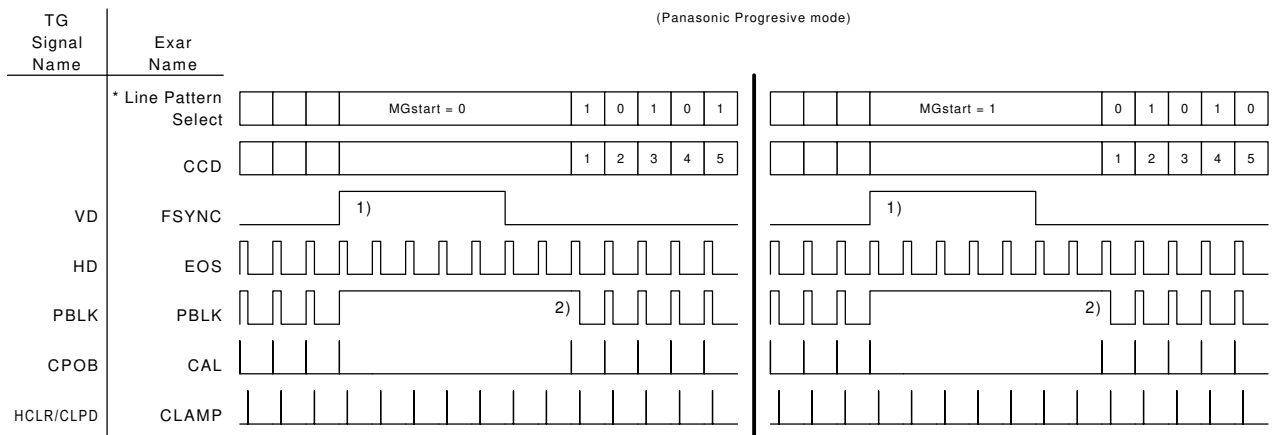 (Panasonic Progresive mode)
TG
Signal
Name
Exar
Name
* Line Pattern
Select
MGstart = 0
1 0 1 0 1
MGstart = 1
0 1 0 1 0
CCD
1 2 3 4 5
1 2 3 4 5
VD FSYNC
1)
1)
HD EOS
PBLK PBLK
2)
2)
CPOB CAL
HCLR/CLPD CLAMP